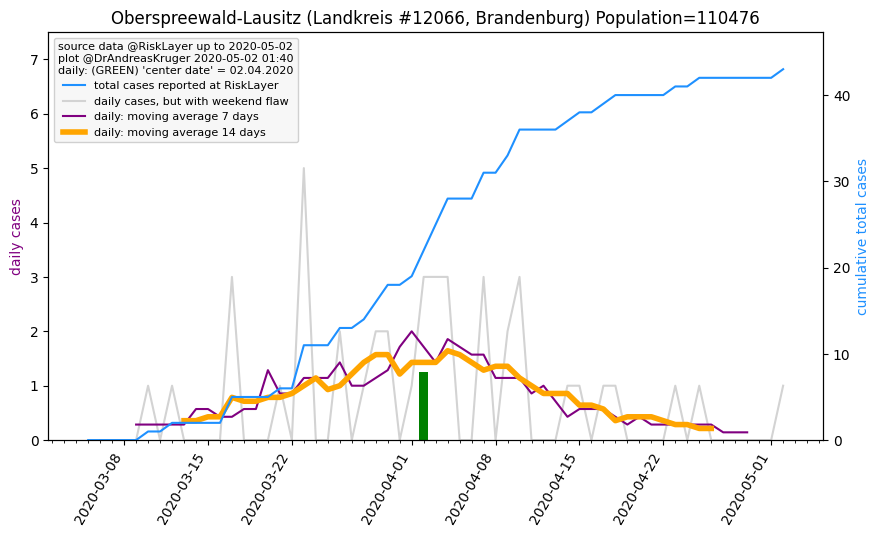 Oberspreewald-Lausitz (Landkreis #12066, Brandenburg) Population=110476
source data @RiskLayer up to 2020-05-02
plot @DrAndreasKruger 2020-05-02 01:40
daily: (GREEN) 'center date' = 02.04.2020
total cases reported at RiskLayer
daily cases, but with weekend flaw
daily: moving average 7 days
daily: moving average 14 days
daily cases
7
6
5
4
3
2
1
0
cumulative total cases
40
30
20
10
0
2020-03-08
2020-03-15
2020-03-22
2020-04-01
2020-04-08
2020-04-15
2020-04-22
2020-05-01